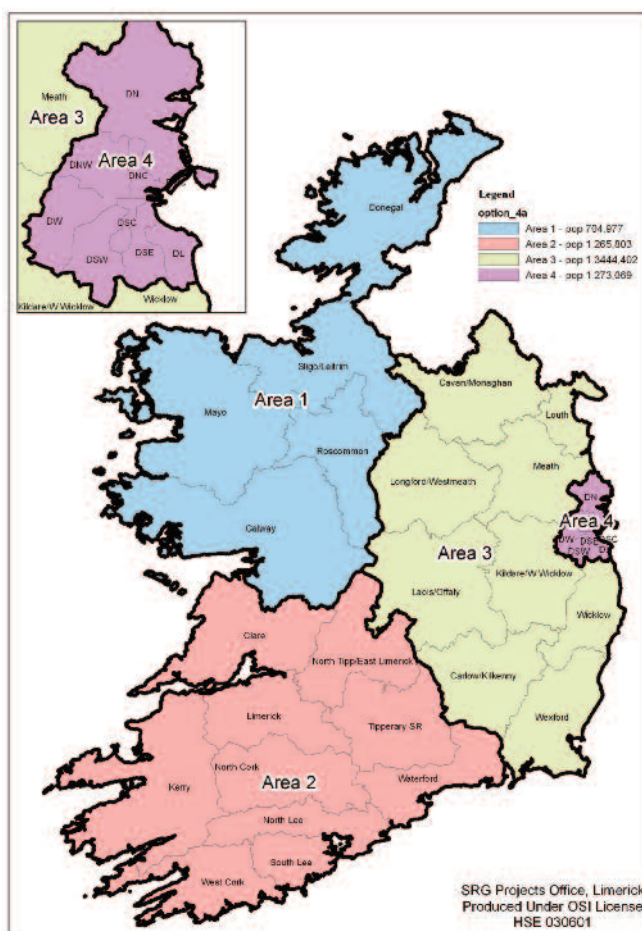 Meath
DN
Area 3
DNW
Area 4
DNC
DW
DSC
DSW
DSE
DL
Wicklow
Kildare/W Wicklow
Legend
option_4a
Area 1 - pop 704,977
Area 2 - pop 1,265,803
Area 3 - pop 1,3444,402
Area 4 - pop 1,273,069
Donegal
Sligo/Leitrim
Area 1
Mayo
Roscommon
Galway
Cavan/Monaghan
Louth
Meath
Longford/Westmeath
DN
Area 4
DW
DSE
DSW
Area 3
Kildare/W Wicklow
Laois/Offaly
Wicklow
Carlow/Kilkenny
Wexford
Clare
North Tipp/East Limerick
Limerick
Tipperary SR
North Cork
Kerry
Area 2
Waterford
North Lee
South Lee
West Cork
SRG Projects Office, Limerick
Produced Under OSI License
HSE 030601